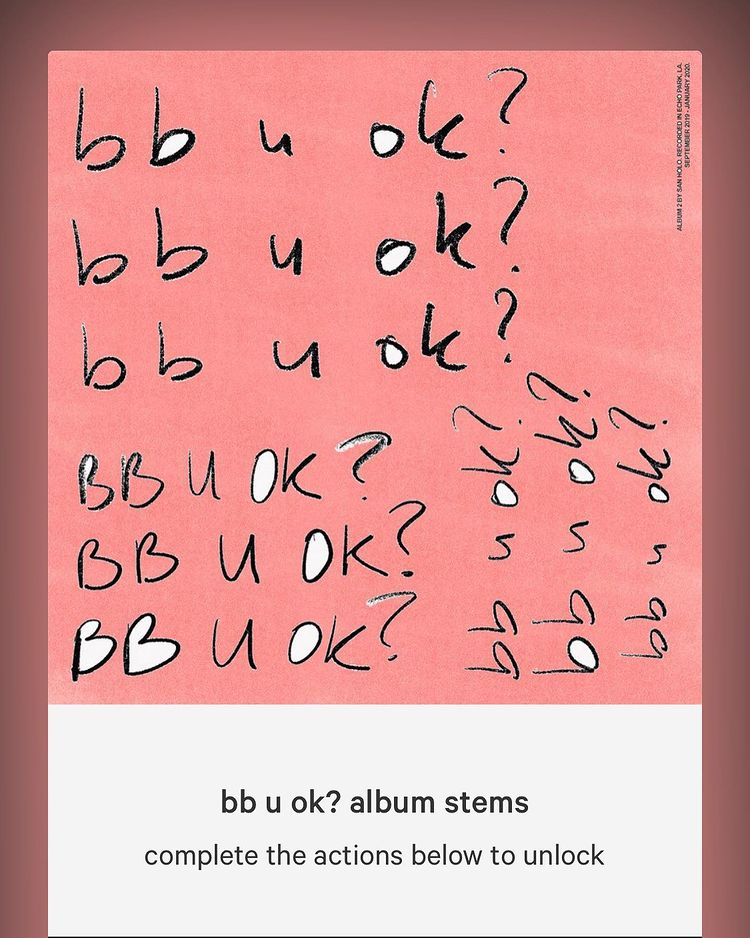 bb u ok?
bb u ok?
bb u ok?
BB U OK?
BB U OK?
BB U OK?
bb u ok?
bb u ok?
bb u ok?
ALBUM 2 BY SAN HOLO. RECORDED IN ECHO PARK, LA.
SEPTEMBER 2019 - JANUARY 2020.
bb u ok? album stems
complete the actions below to unlock